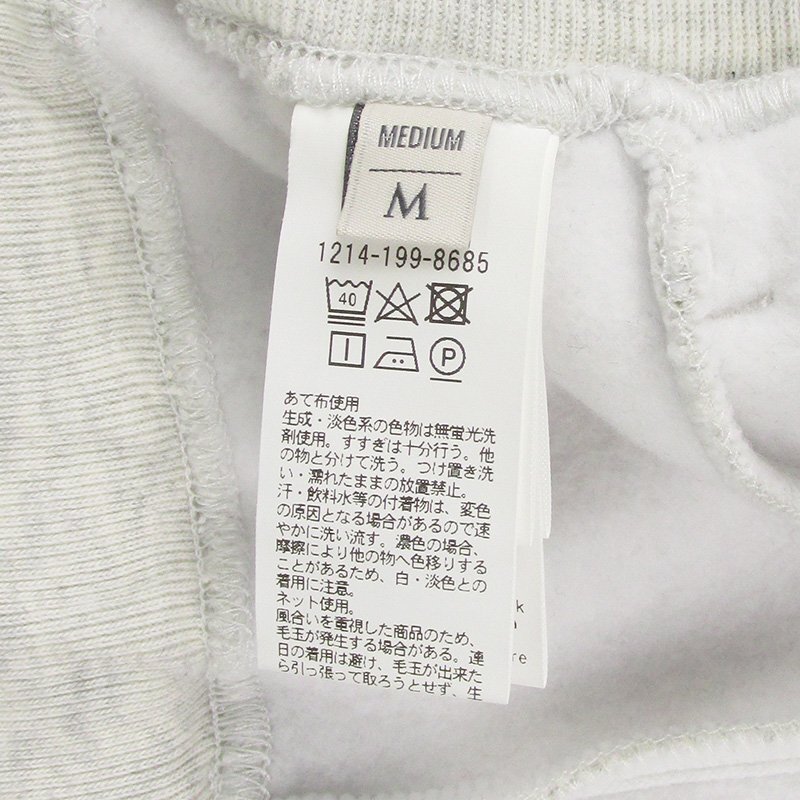 MEDIUM
M
1214-199-8685
40
P
あて布使用
生成・淡色系の色物は無蛍光洗
剤使用。すすぎは十分行う。他
の物と分けて洗う。つけ置き洗
い・濡れたままの放置禁止。
汗・飲料水等の付着物は、変色
の原因となる場合があるので速
やかに洗い流す。濃色の場合、
摩擦により他の物へ色移りする
ことがあるため、白・淡色との
着用に注意。
ネット使用。
風合いを重視した商品のため、
毛玉が発生する場合がある。連
日の着用は避け、毛玉が出来た
ら引っ張って取ろうとせず、生
k
re